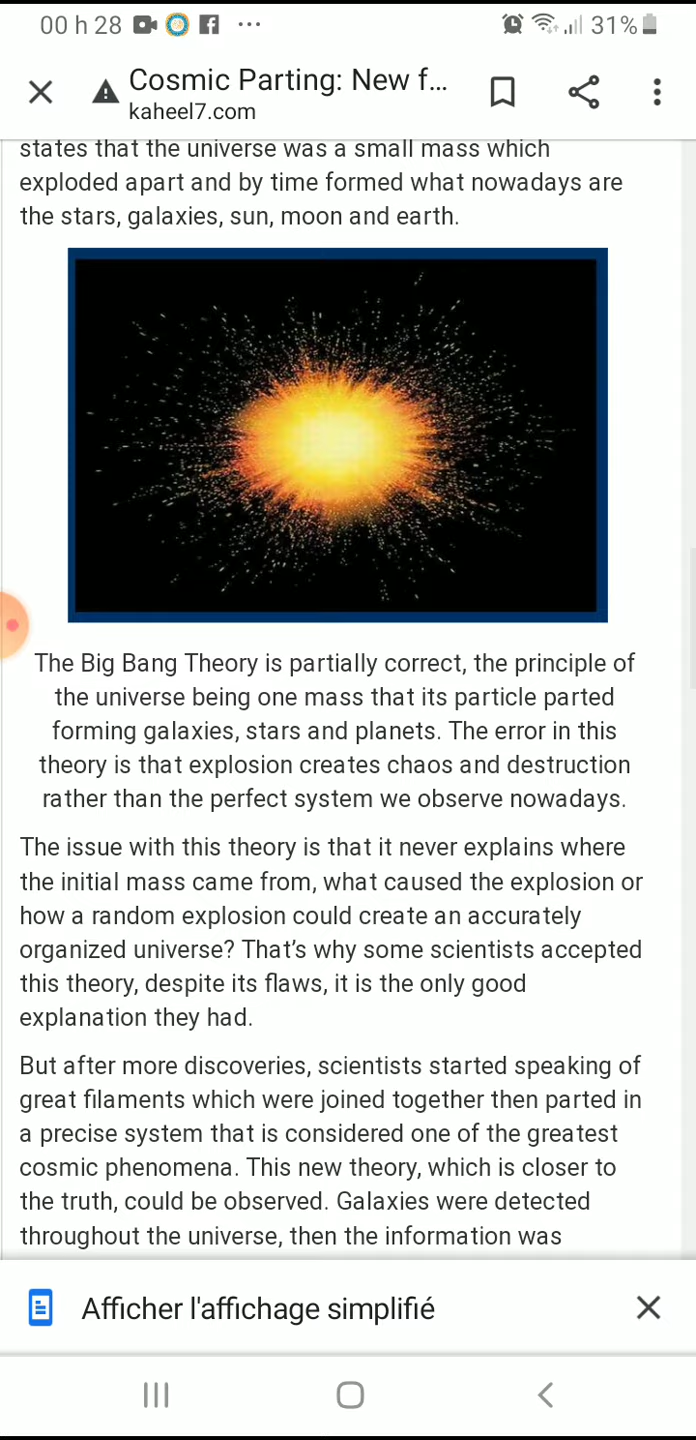 00 h 28
31%
Cosmic Parting: New f...
kaheel7.com
states that the universe was a small mass which
exploded apart and by time formed what nowadays are
the stars, galaxies, sun, moon and earth.
The Big Bang Theory is partially correct, the principle of
the universe being one mass that its particle parted
forming galaxies, stars and planets. The error in this
theory is that explosion creates chaos and destruction
rather than the perfect system we observe nowadays.
The issue with this theory is that it never explains where
the initial mass came from, what caused the explosion or
how a random explosion could create an accurately
organized universe? That’s why some scientists accepted
this theory, despite its flaws, it is the only good
explanation they had.
But after more discoveries, scientists started speaking of
great filaments which were joined together then parted in
a precise system that is considered one of the greatest
cosmic phenomena. This new theory, which is closer to
the truth, could be observed. Galaxies were detected
throughout the universe, then the information was
Afficher l'affichage simplifié